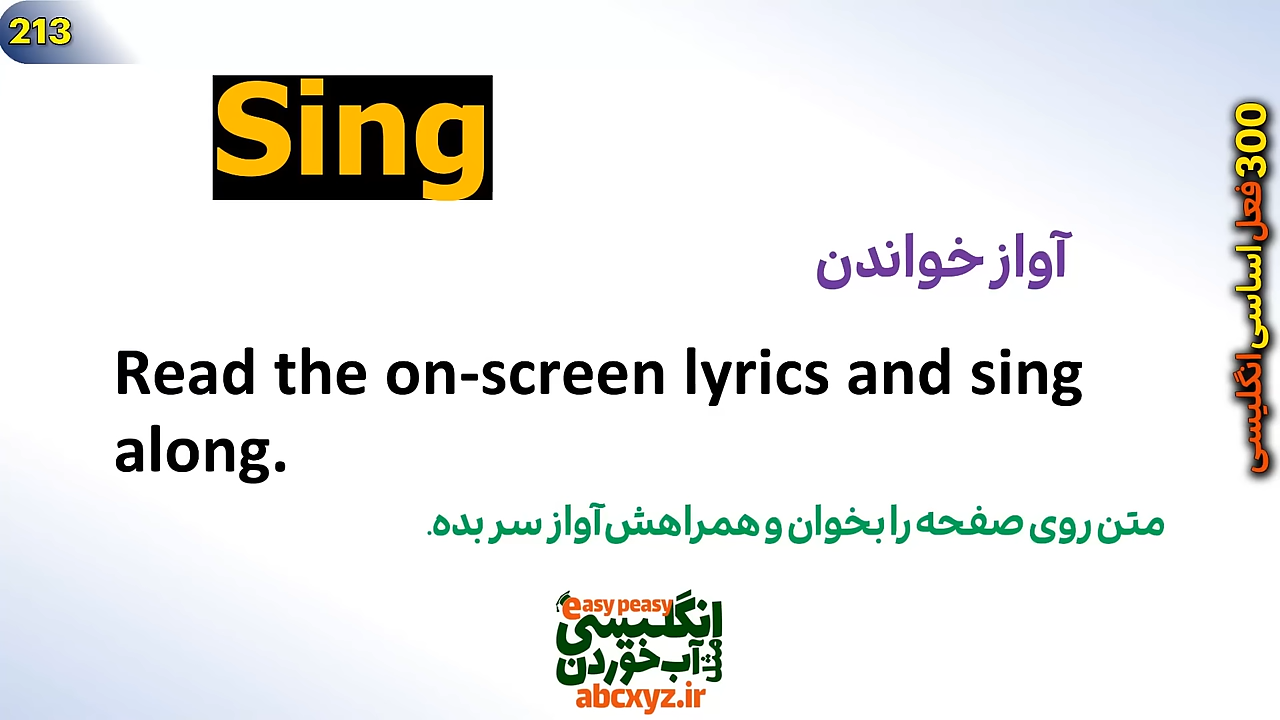 213
Sing
300 فعل اساسی انگلیسی
آواز خواندن
Read the on-screen lyrics and sing
along.
متن روی صفحه را بخوان و همراهش آواز سر بده.
easy peasy
انگلیسی
مثل آب خوردن
abcxyz.ir